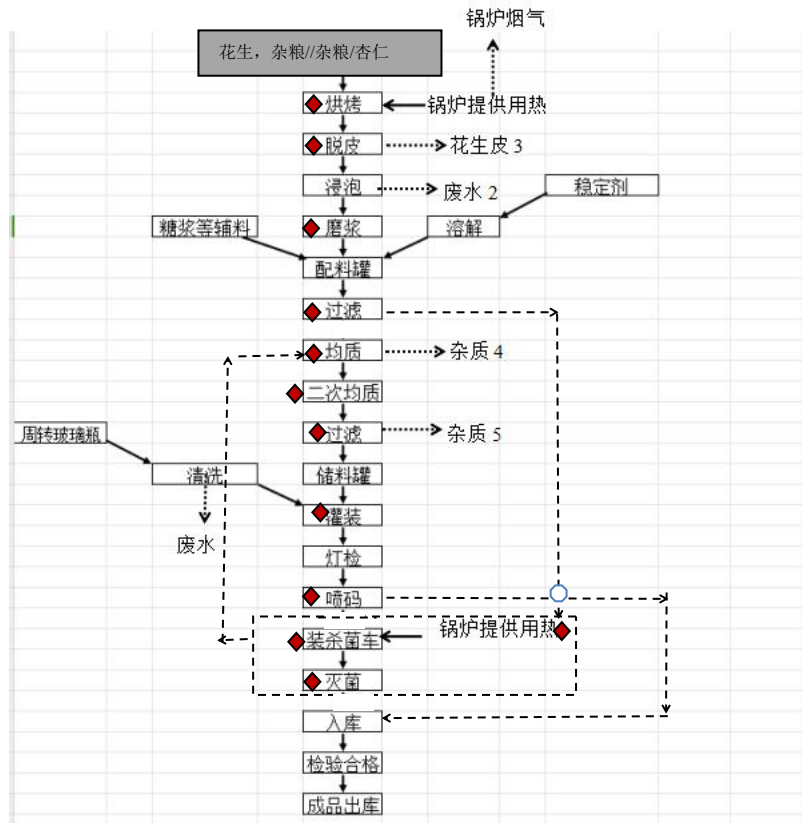 锅炉烟气
花生，杂粮//杂粮/杏仁
烘烤
锅炉提供用热
脱皮
花生皮 3
浸泡
废水 2
稳定剂
糖浆等辅料
磨浆
溶解
配料罐
过滤
均质
杂质 4
二次均质
周转玻璃瓶
过滤
杂质 5
清洗
储料罐
灌装
废水
灯检
喷码
装杀菌车
锅炉提供用热
灭菌
入库
检验合格
成品出库